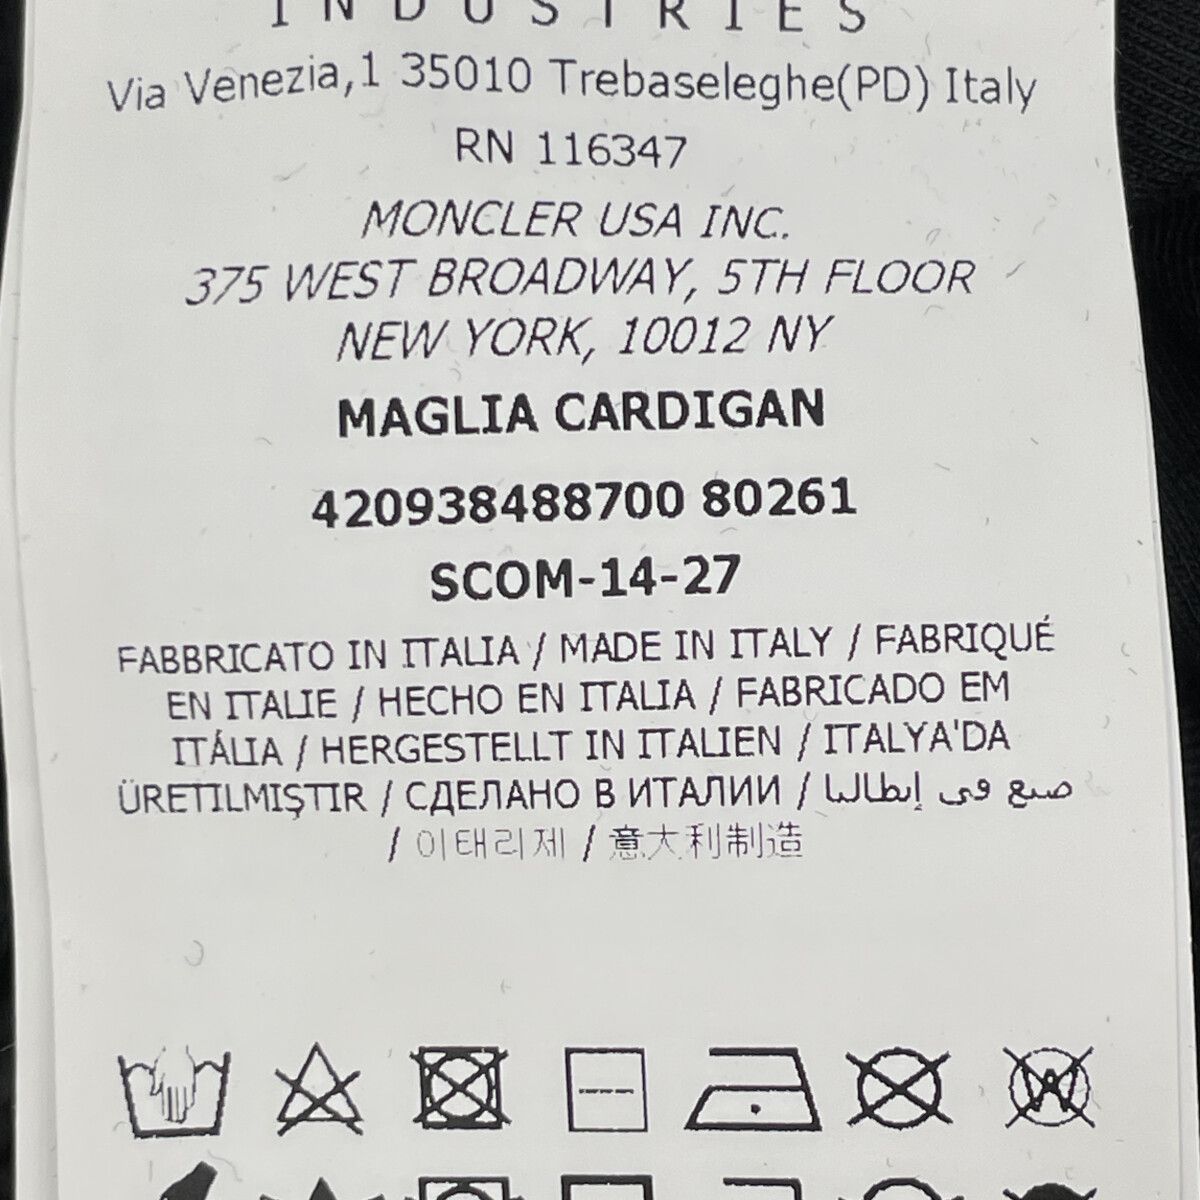 INDUSTRIES
Via Venezia,1 35010 Trebaseleghe(PD) Italy
RN 116347
MONCLER USA INC.
375 WEST BROADWAY, 5TH FLOOR
NEW YORK, 10012 NY
MAGLIA CARDIGAN
420938488700 80261
SCOM-14-27
FABBRICATO IN ITALIA / MADE IN ITALY / FABRIQUÉ
EN ITALIE / HECHO EN ITALIA / FABRICADO EM
ITÁLIA / HERGESTELLT IN ITALIEN / ITALYA'DA
ÜRETILMIŞTIR / СДЕЛАНО В ИТАЛИИ / صنع في إيطاليا
/ 이태리제 / 意大利制造
W